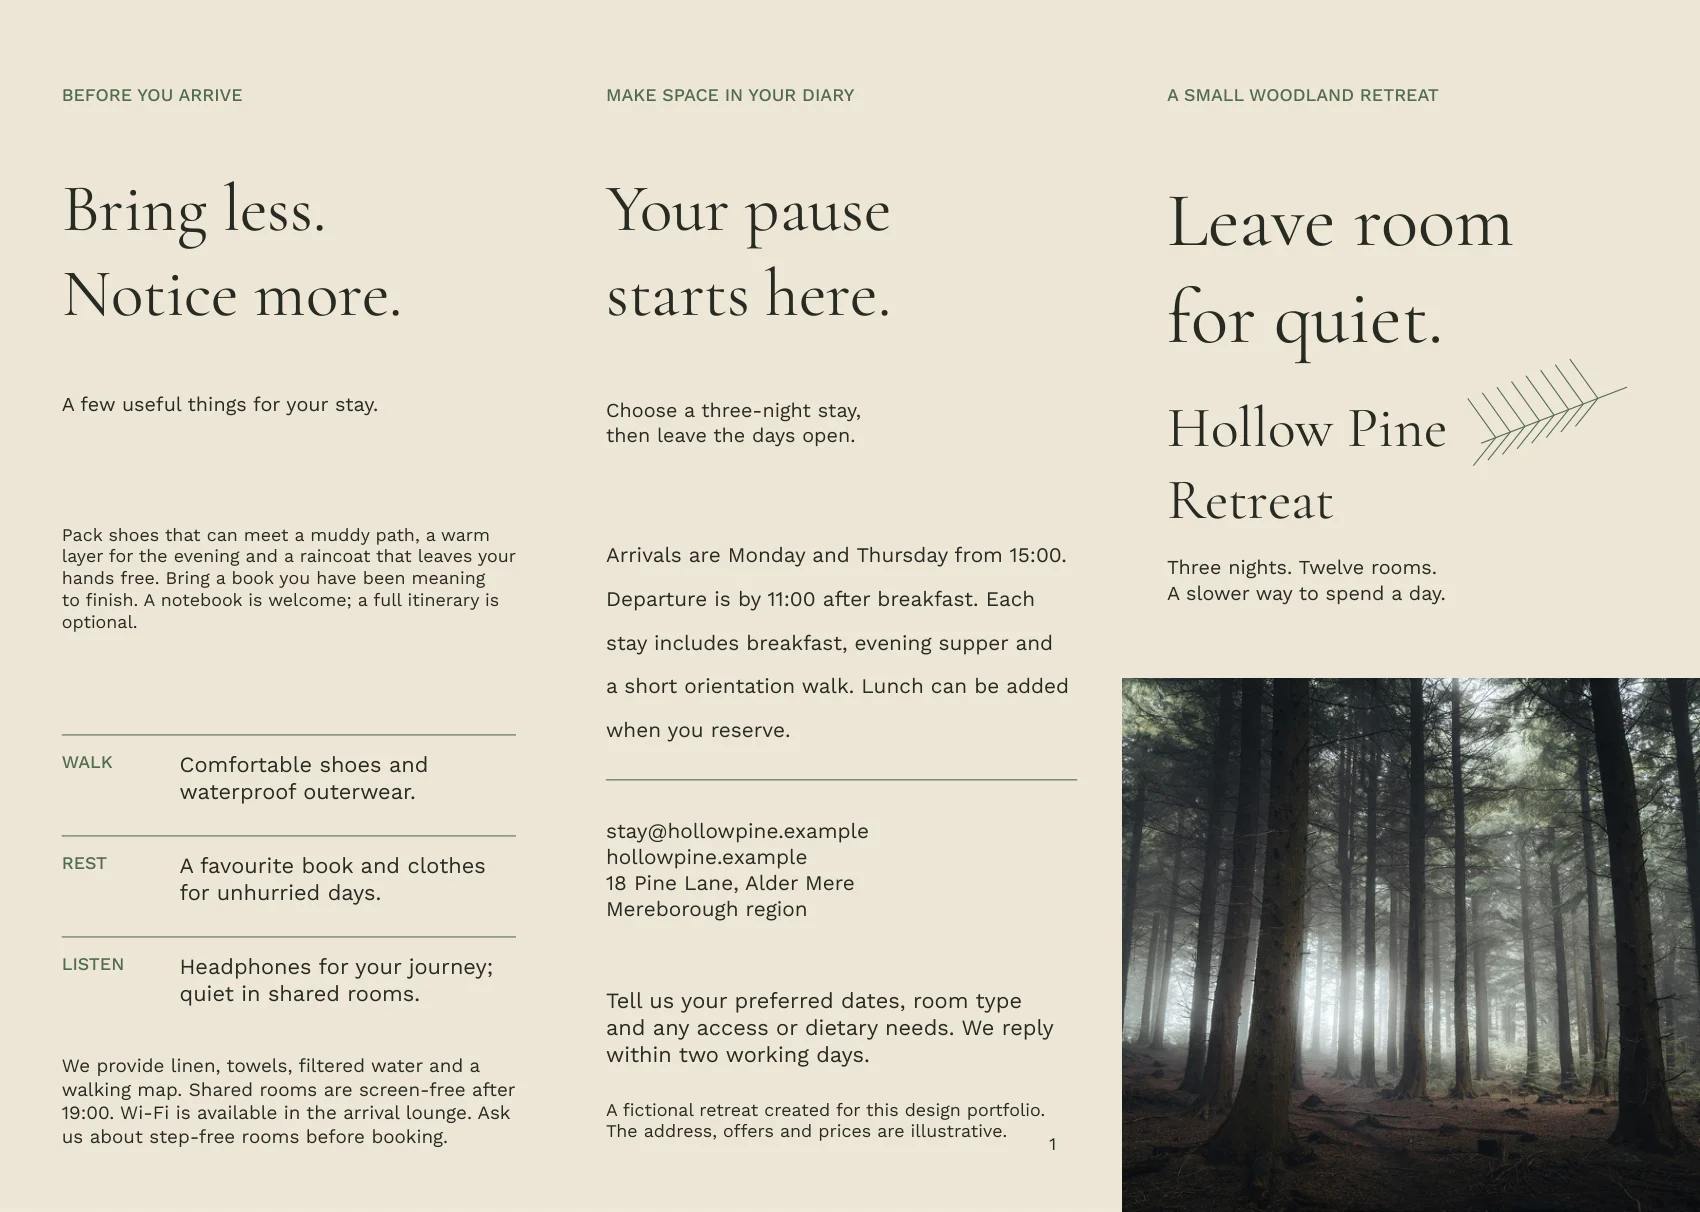 BEFORE YOU ARRIVE
Bring less.
Notice more.
A few useful things for your stay.
Pack shoes that can meet a muddy path, a warm
layer for the evening and a raincoat that leaves your
hands free. Bring a book you have been meaning
to finish. A notebook is welcome; a full itinerary is
optional.
WALK
Comfortable shoes and
waterproof outerwear.
REST
A favourite book and clothes
for unhurried days.
LISTEN
Headphones for your journey;
quiet in shared rooms.
We provide linen, towels, filtered water and a
walking map. Shared rooms are screen-free after
19:00. Wi-Fi is available in the arrival lounge. Ask
us about step-free rooms before booking.
MAKE SPACE IN YOUR DIARY
Your pause
starts here.
Choose a three-night stay,
then leave the days open.
Arrivals are Monday and Thursday from 15:00.
Departure is by 11:00 after breakfast. Each
stay includes breakfast, evening supper and
a short orientation walk. Lunch can be added
when you reserve.
stay@hollowpine.example
hollowpine.example
18 Pine Lane, Alder Mere
Mereborough region
Tell us your preferred dates, room type
and any access or dietary needs. We reply
within two working days.
A fictional retreat created for this design portfolio.
The address, offers and prices are illustrative.
1
A SMALL WOODLAND RETREAT
Leave room
for quiet.
Hollow Pine
Retreat
Three nights. Twelve rooms.
A slower way to spend a day.